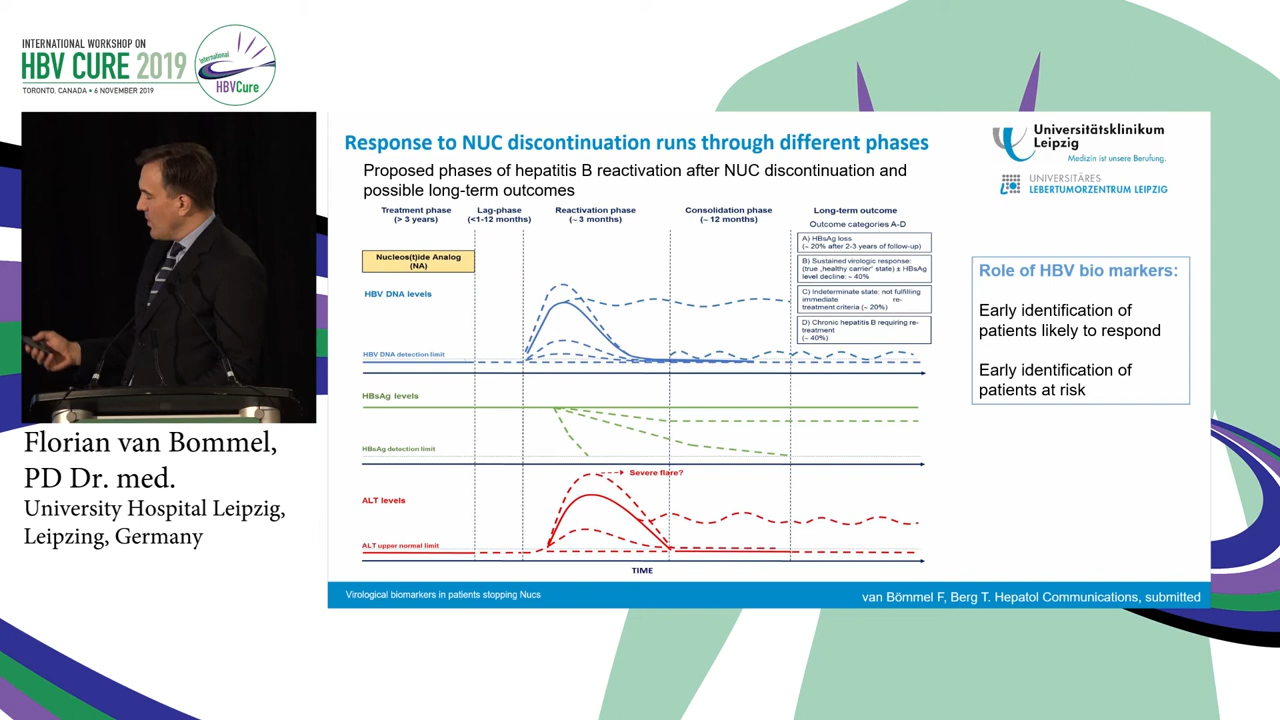 INTERNATIONAL WORKSHOP ON
HBV CURE 2019
TORONTO, CANADA • 6 NOVEMBER 2019
International
HBVCure
Response to NUC discontinuation runs through different phases
Proposed phases of hepatitis B reactivation after NUC discontinuation and
possible long-term outcomes
Universitätsklinikum
Leipzig
Medizin ist unsere Berufung.
UNIVERSITÄRES
LEBERTUMORZENTRUM LEIPZIG
Treatment phase
(> 3 years)
Lag-phase
(<1-12 months)
Reactivation phase
(~ 3 months)
Consolidation phase
(~ 12 months)
Long-term outcome
Outcome categories A-D
A) HBsAg loss
(~ 20% after 2-3 years of follow-up)
B) Sustained virologic response:
(true „healthy carrier" state) ± HBsAg
level decline: ~ 40%
C) Indeterminate state: not fulfilling
immediate re-
treatment criteria (~ 20%)
D) Chronic hepatitis B requiring re-
treatment
(~ 40%)
Nucleos(t)ide Analog
(NA)
HBV DNA levels
HBV DNA detection limit
HBsAg levels
HBsAg detection limit
Severe flare?
ALT levels
ALT upper normal limit
TIME
Role of HBV bio markers:
Early identification of
patients likely to respond
Early identification of
patients at risk
Virological biomarkers in patients stopping Nucs
van Bömmel F, Berg T. Hepatol Communications, submitted
Florian van Bommel,
PD Dr. med.
University Hospital Leipzig,
Leipzing, Germany